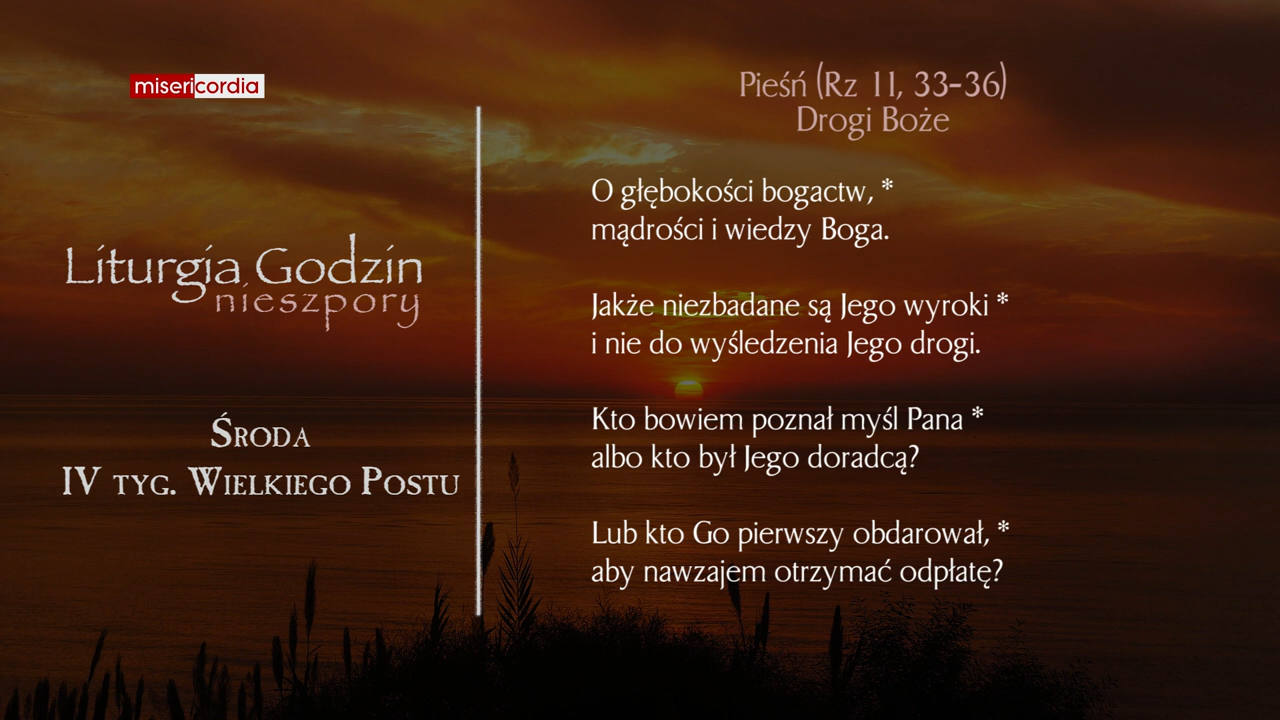 misericordia
Liturgia Godzin
nieszpory
Środa
IV tyg. Wielkiego Postu
Pieśń (Rz 11, 33-36)
Drogi Boże
O głębokości bogactw, *
mądrości i wiedzy Boga.
Jakże niezbadane są Jego wyroki *
i nie do wyśledzenia Jego drogi.
Kto bowiem poznał myśl Pana *
albo kto był Jego doradcą?
Lub kto Go pierwszy obdarował, *
aby nawzajem otrzymać odpłatę?